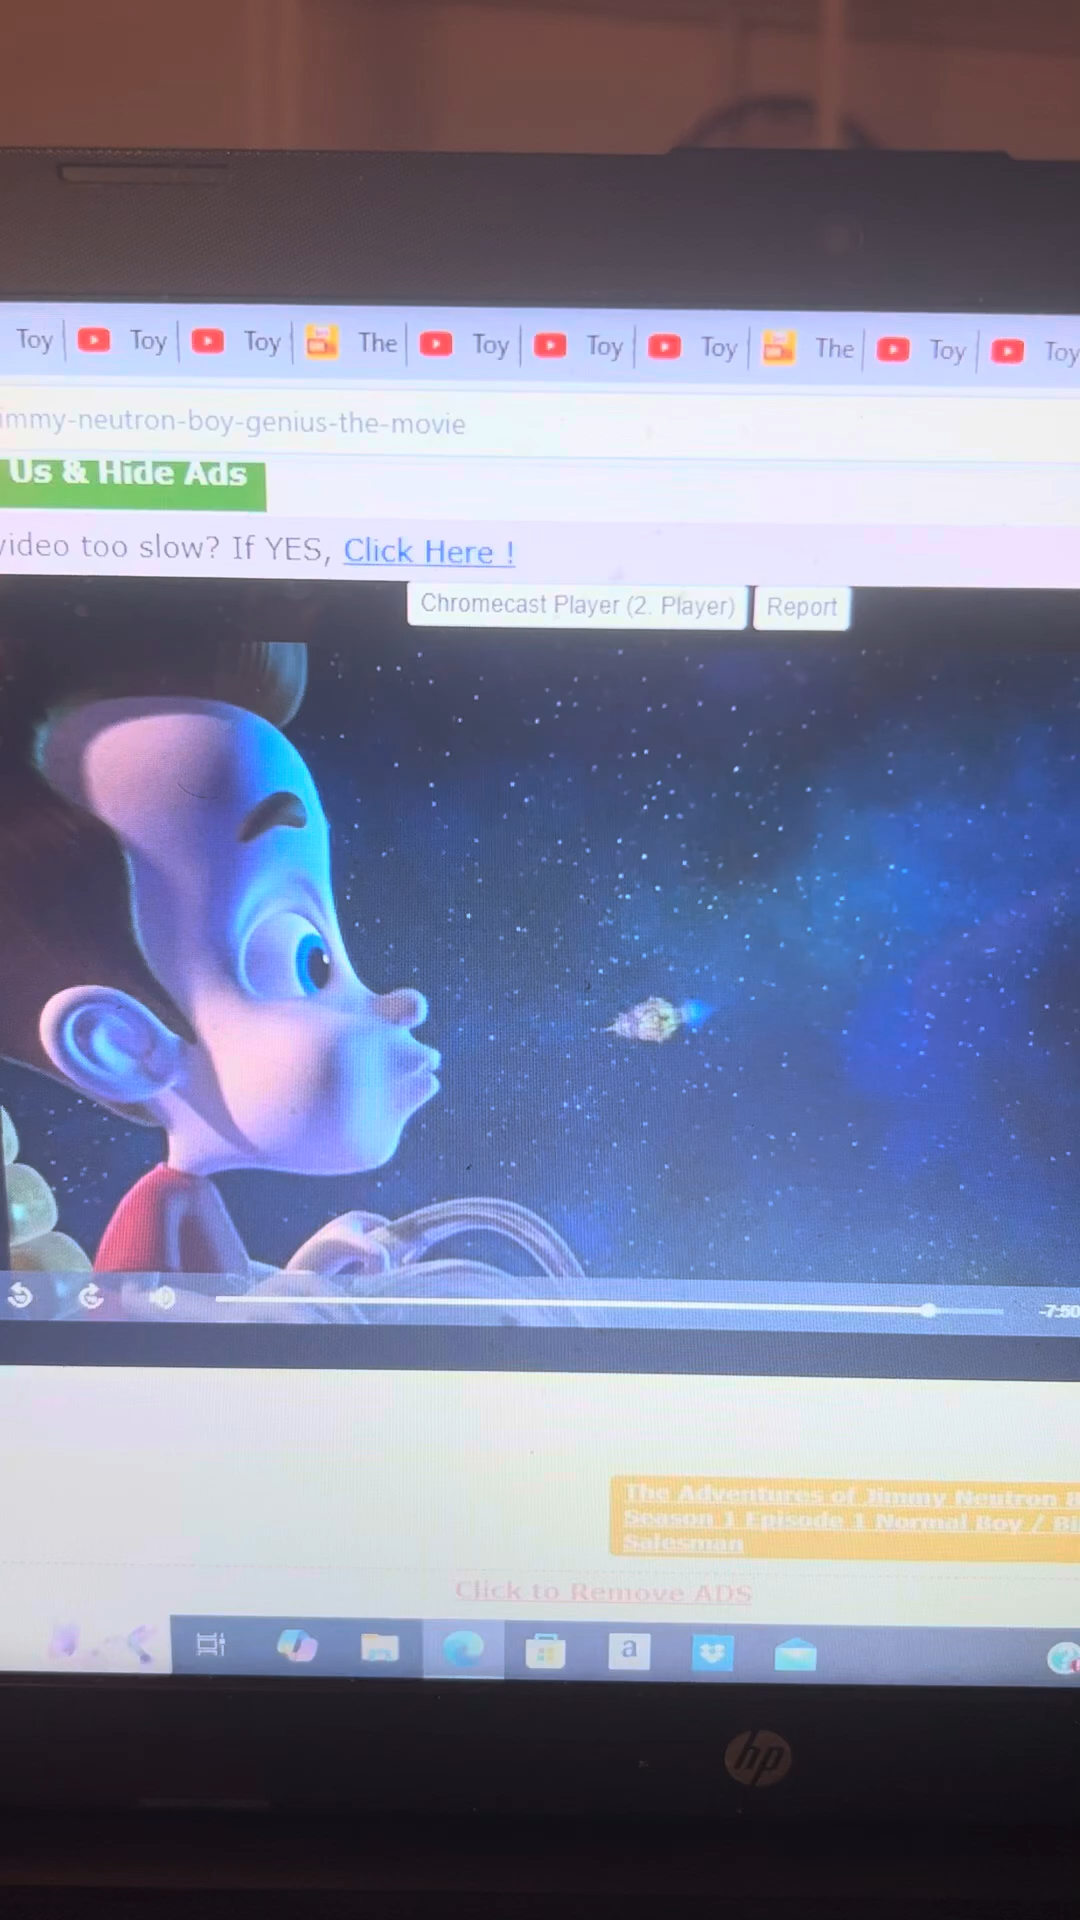 Toy Toy Toy The Toy Toy Toy The Toy Toy
immy-neutron-boy-genius-the-movie
Us & Hide Ads
video too slow? If YES, Click Here !
Chromecast Player (2. Player) Report
-7:50
The Adventures of Jimmy Neutron
Season 1 Episode 1 Normal Boy / Bi
Salesman
Click to Remove ADS
a
hp